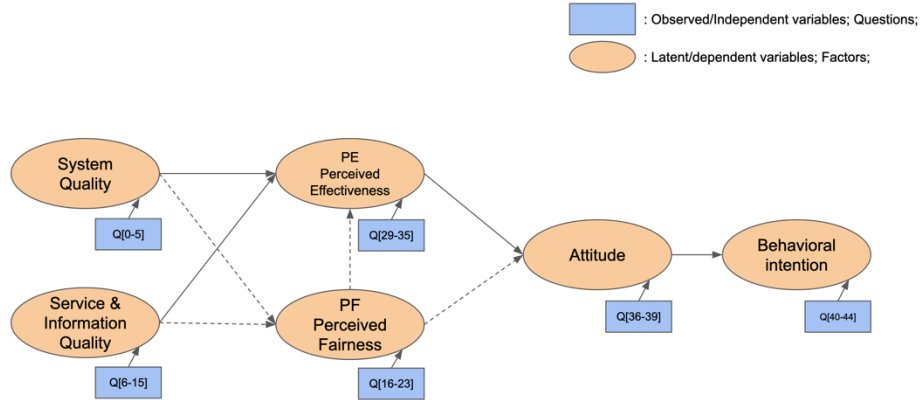 : Observed/Independent variables; Questions;
: Latent/dependent variables; Factors;
System
Quality
Q[0-5]
PE
Perceived
Effectiveness
Q[29-35]
Service &
Information
Quality
Q[6-15]
PF
Perceived
Fairness
Q[16-23]
Attitude
Q[36-39]
Behavioral
intention
Q[40-44]